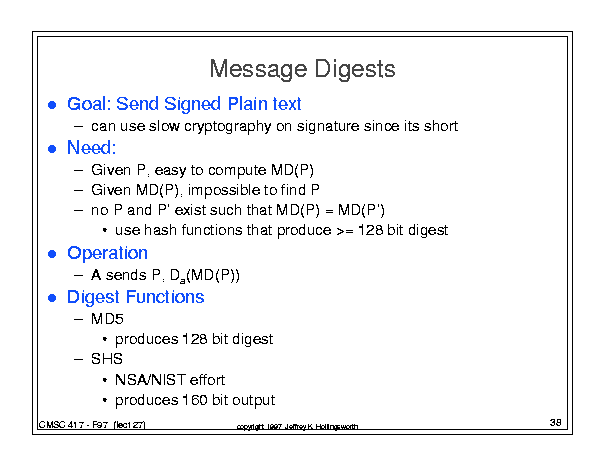 Message Digests
● Goal: Send Signed Plain text
– can use slow cryptography on signature since its short
● Need:
– Given P, easy to compute MD(P)
– Given MD(P), impossible to find P
– no P and P' exist such that MD(P) = MD(P')
• use hash functions that produce >= 128 bit digest
● Operation
– A sends P, Da(MD(P))
● Digest Functions
– MD5
• produces 128 bit digest
– SHS
• NSA/NIST effort
• produces 160 bit output
CMSC 417 - F97 (lect 27)
copyright 1997 Jeffrey K. Hollingsworth
38